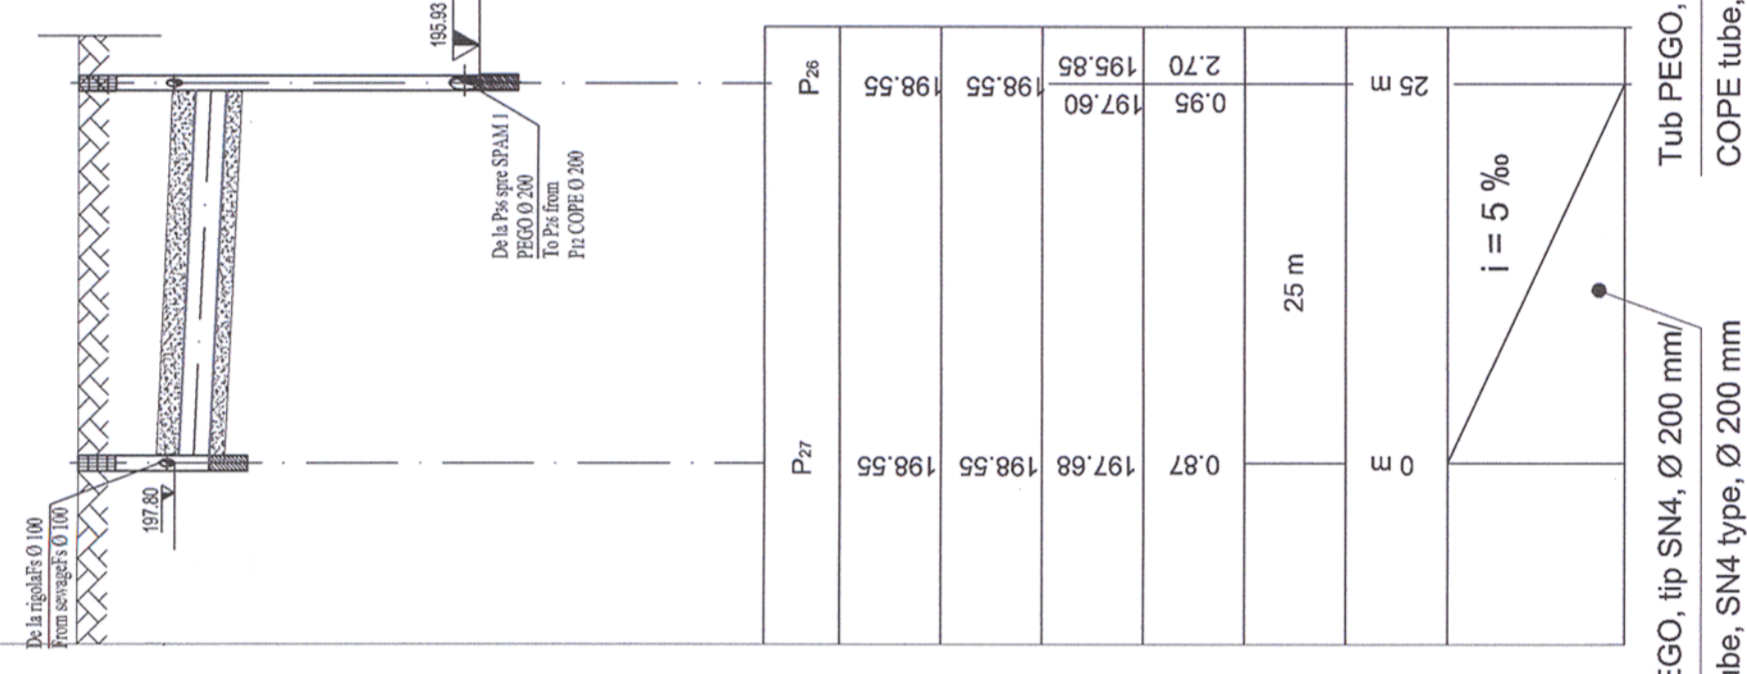 De la rigolaFs Ø 100
From sewageFs Ø 100
197.80
195.93
De la P36 spre SPAM 1
PEGO Ø 200
To P26 from
P12 COPE Ø 200
P27
P26
198.55
198.55
198.55
198.55
197.68
197.60
195.85
0.87
0.95
2.70
25 m
0 m
25 m
i = 5 ‰
EGO, tip SN4, Ø 200 mm/
ube, SN4 type, Ø 200 mm
Tub PEGO,
COPE tube,